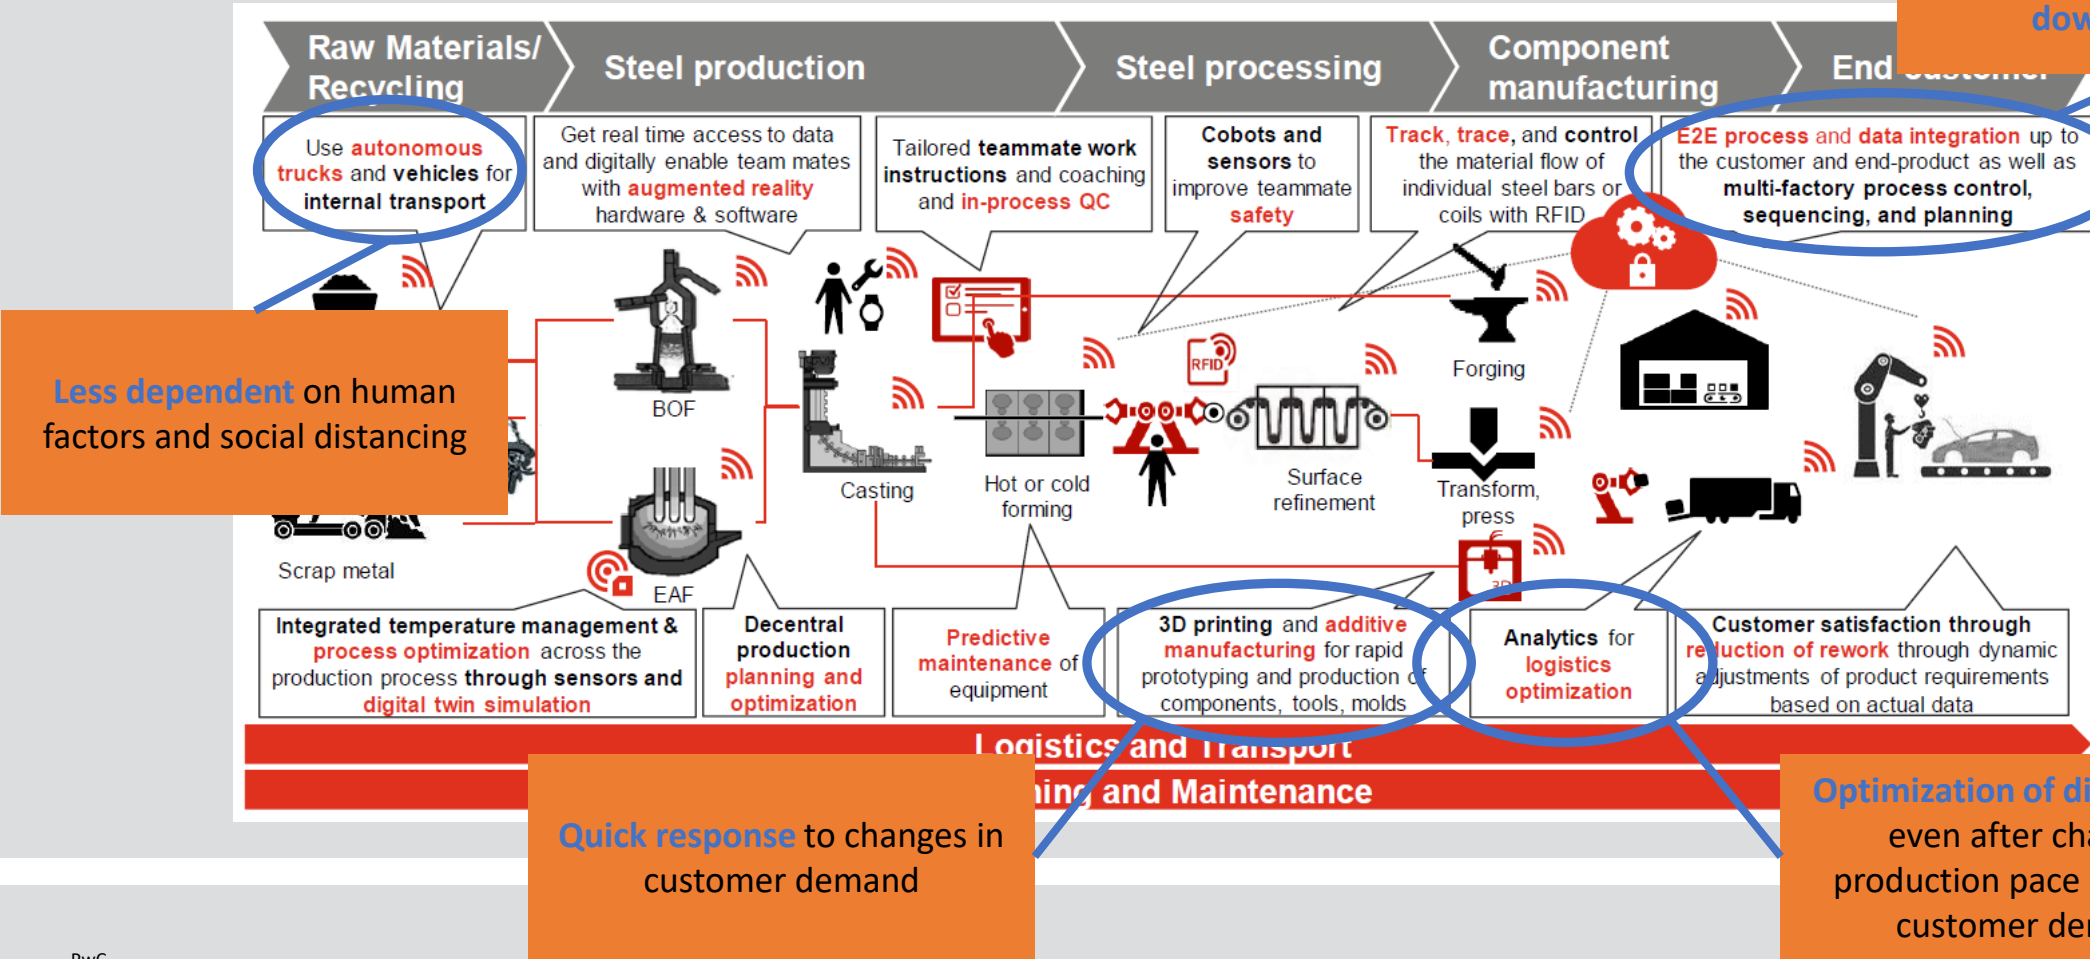 Raw Materials/
Recycling
Steel production
Steel processing
Component
manufacturing
End customer
Use autonomous
trucks and vehicles for
internal transport
Get real time access to data
and digitally enable team mates
with augmented reality
hardware & software
Tailored teammate work
instructions and coaching
and in-process QC
Cobots and
sensors to
improve teammate
safety
Track, trace, and control
the material flow of
individual steel bars or
coils with RFID
E2E process and data integration up to
the customer and end-product as well as
multi-factory process control,
sequencing, and planning
Less dependent on human
factors and social distancing
BOF
EAF
Scrap metal
Casting
Hot or cold
forming
RFID
Surface
refinement
Forging
Transform,
press
3D
Integrated temperature management &
process optimization across the
production process through sensors and
digital twin simulation
Decentral
production
planning and
optimization
Predictive
maintenance of
equipment
3D printing and additive
manufacturing for rapid
prototyping and production of
components, tools, molds
Analytics for
logistics
optimization
Customer satisfaction through
reduction of rework through dynamic
adjustments of product requirements
based on actual data
Logistics and Transport
and Maintenance
Quick response to changes in
customer demand
Optimization of
even after
production pace
customer
PwC